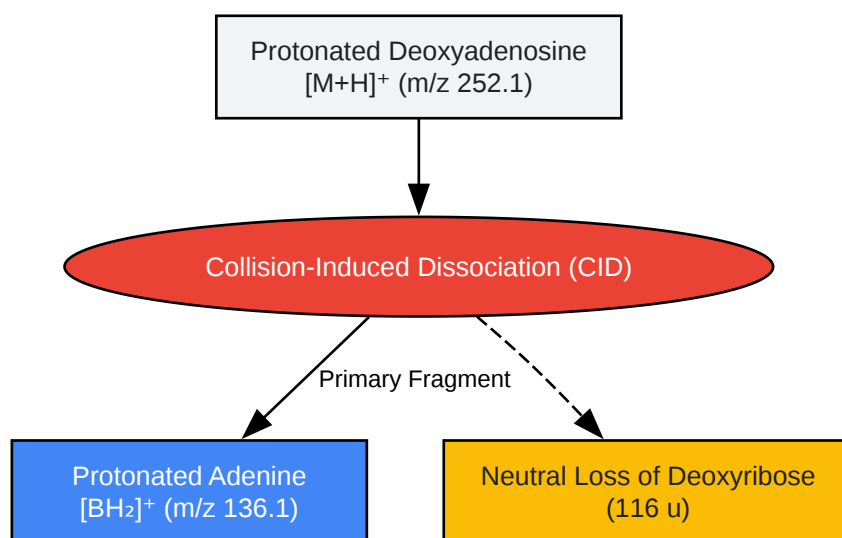 Protonated Deoxyadenosine
[M+H]⁺ (m/z 252.1)
Collision-Induced Dissociation (CID)
Primary Fragment
Protonated Adenine
[BH₂]⁺ (m/z 136.1)
Neutral Loss of Deoxyribose
(116 u)